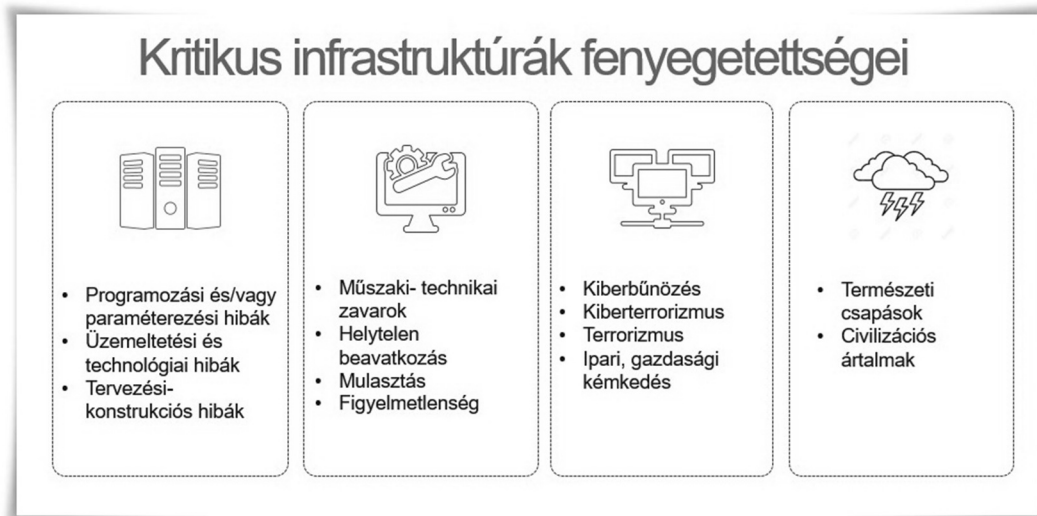 Kritikus infrastruktúrák fenyegetettségei
• Programozási és/vagy
paraméterezési hibák
• Üzemeltetési és
technológiai hibák
• Tervezési-
konstrukciós hibák
• Műszaki- technikai
zavarok
• Helytelen
beavatkozás
• Mulasztás
• Figyelmetlenség
• Kiberbűnözés
• Kiberterrorizmus
• Terrorizmus
• Ipari, gazdasági
kémkedés
• Természeti
csapások
• Civilizációs
ártalmak